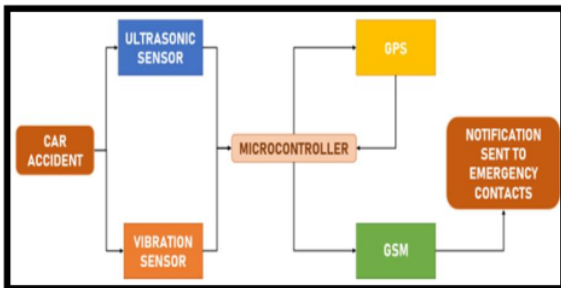 ULTRASONIC
SENSOR
GPS
CAR
ACCIDENT
MICROCONTROLLER
NOTIFICATION
SENT TO
EMERGENCY
CONTACTS
VIBRATION
SENSOR
GSM